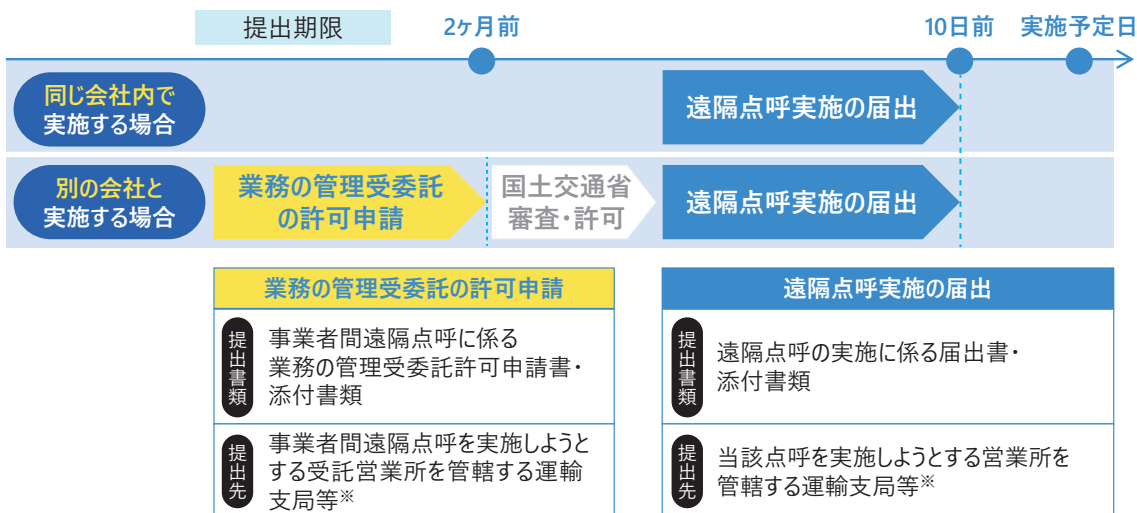 提出期限
2ヶ月前
10日前
実施予定日
同じ会社内で
実施する場合
遠隔点呼実施の届出
別の会社と
実施する場合
業務の管理受委託
の許可申請
国土交通省
審査・許可
遠隔点呼実施の届出
業務の管理受委託の許可申請
提出書類
事業者間遠隔点呼に係る
業務の管理受委託許可申請書・
添付書類
提出先
事業者間遠隔点呼を実施しようと
する受託営業所を管轄する運輸
支局等※
遠隔点呼実施の届出
提出書類
遠隔点呼の実施に係る届出書・
添付書類
提出先
当該点呼を実施しようとする営業所を
管轄する運輸支局等※